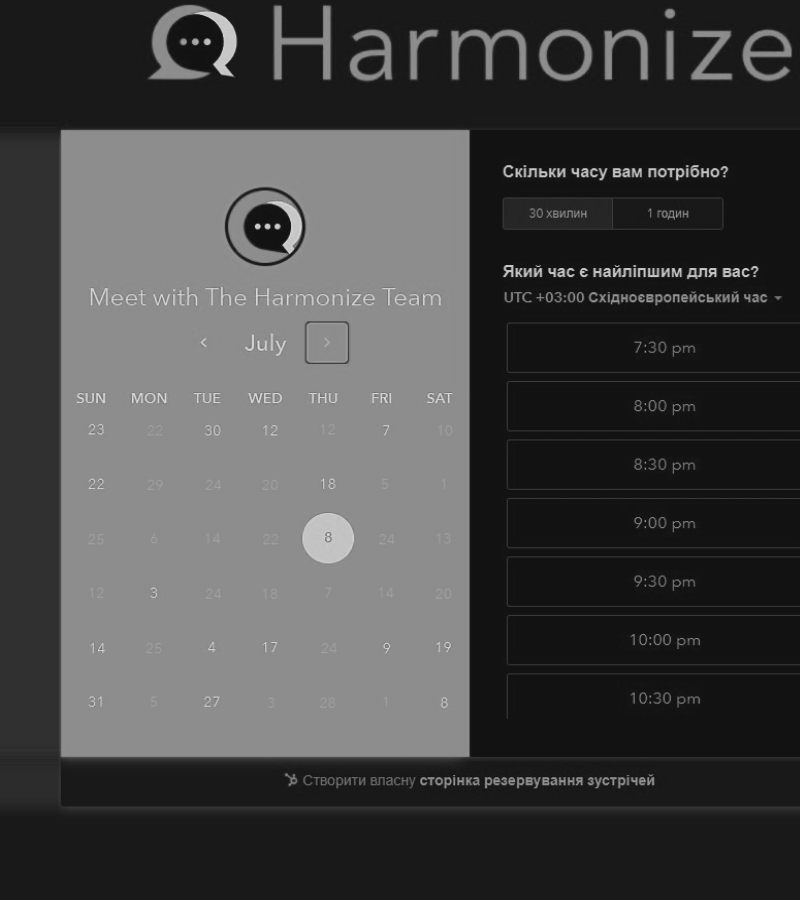 Harmonize
Meet with The Harmonize Team
July
SUN MON TUE WED THU FRI SAT
23 22 30 12 12 7 10
22 29 24 20 18 5 1
25 6 14 22 8 24 13
12 3 24 18 7 14 20
14 25 4 17 24 9 19
31 5 27 3 28 1 8
Скільки часу вам потрібно?
30 хвилин 1 годин
Який час є найліпшим для вас?
UTC +03:00 Східноєвропейський час
7:30 pm
8:00 pm
8:30 pm
9:00 pm
9:30 pm
10:00 pm
10:30 pm
Створити власну сторінка резервування зустрічей